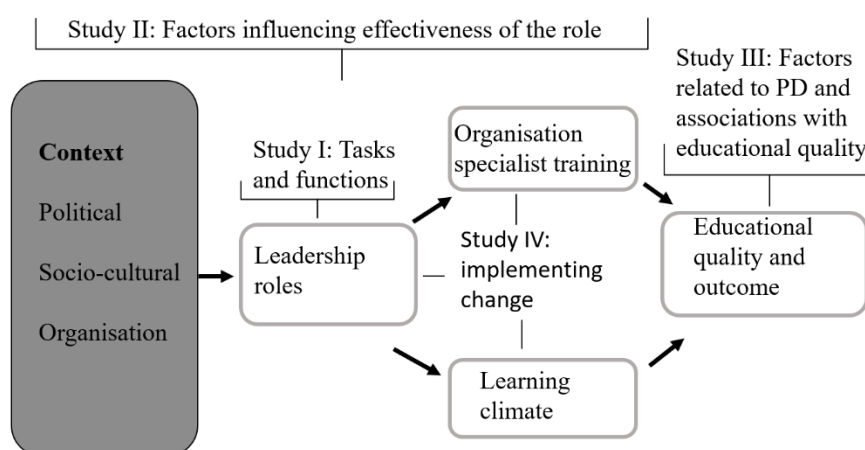 Study II: Factors influencing effectiveness of the role
Study III: Factors
related to PD and
associations with
educational quality
Context
Political
Socio-cultural
Organisation
Study I: Tasks
and functions
Leadership
roles
Organisation
specialist training
Study IV:
implementing
change
Learning
climate
Educational
quality and
outcome